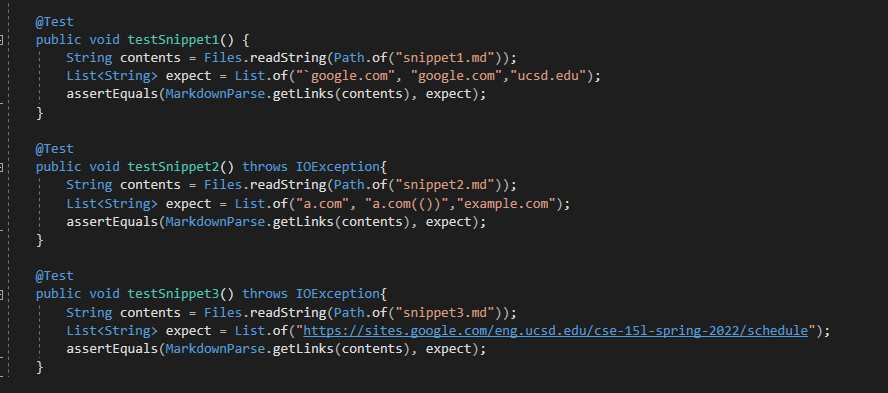 @Test
public void testSnippet1() {
String contents = Files.readString(Path.of("snippet1.md"));
List<String> expect = List.of("`google.com", "google.com","ucsd.edu");
assertEquals(MarkdownParse.getLinks(contents), expect);
}
@Test
public void testSnippet2() throws IOException{
String contents = Files.readString(Path.of("snippet2.md"));
List<String> expect = List.of("a.com", "a.com(())","example.com");
assertEquals(MarkdownParse.getLinks(contents), expect);
}
@Test
public void testSnippet3() throws IOException{
String contents = Files.readString(Path.of("snippet3.md"));
List<String> expect = List.of("https://sites.google.com/eng.ucsd.edu/cse-15l-spring-2022/schedule");
assertEquals(MarkdownParse.getLinks(contents), expect);
}